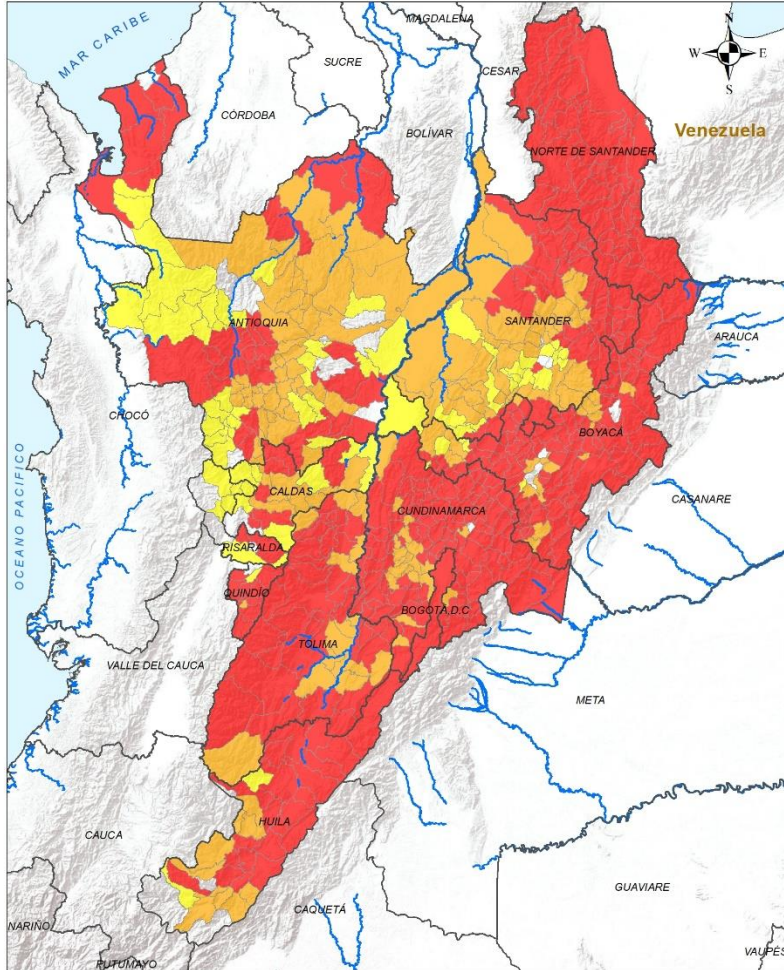 MAGDALENA
N
MAR CARIBE
SUCRE
W
E
CESAR
S
CÓRDOBA
BOLÍVAR
Venezuela
NORTE DE SANTANDER
ANTIOQUIA
SANTANDER
ARAUCA
CHOCÓ
BOYACÁ
OCEANO PACIFICO
CALDAS
CASANARE
CUNDINAMARCA
RISARALDA
QUINDÍO
BOGOTÁ, D.C
TOLIMA
VALLE DEL CAUCA
META
HUILA
CAUCA
GUAVIARE
CAQUETÁ
NARIÑO
PUTUMAYO
VAUPÉS